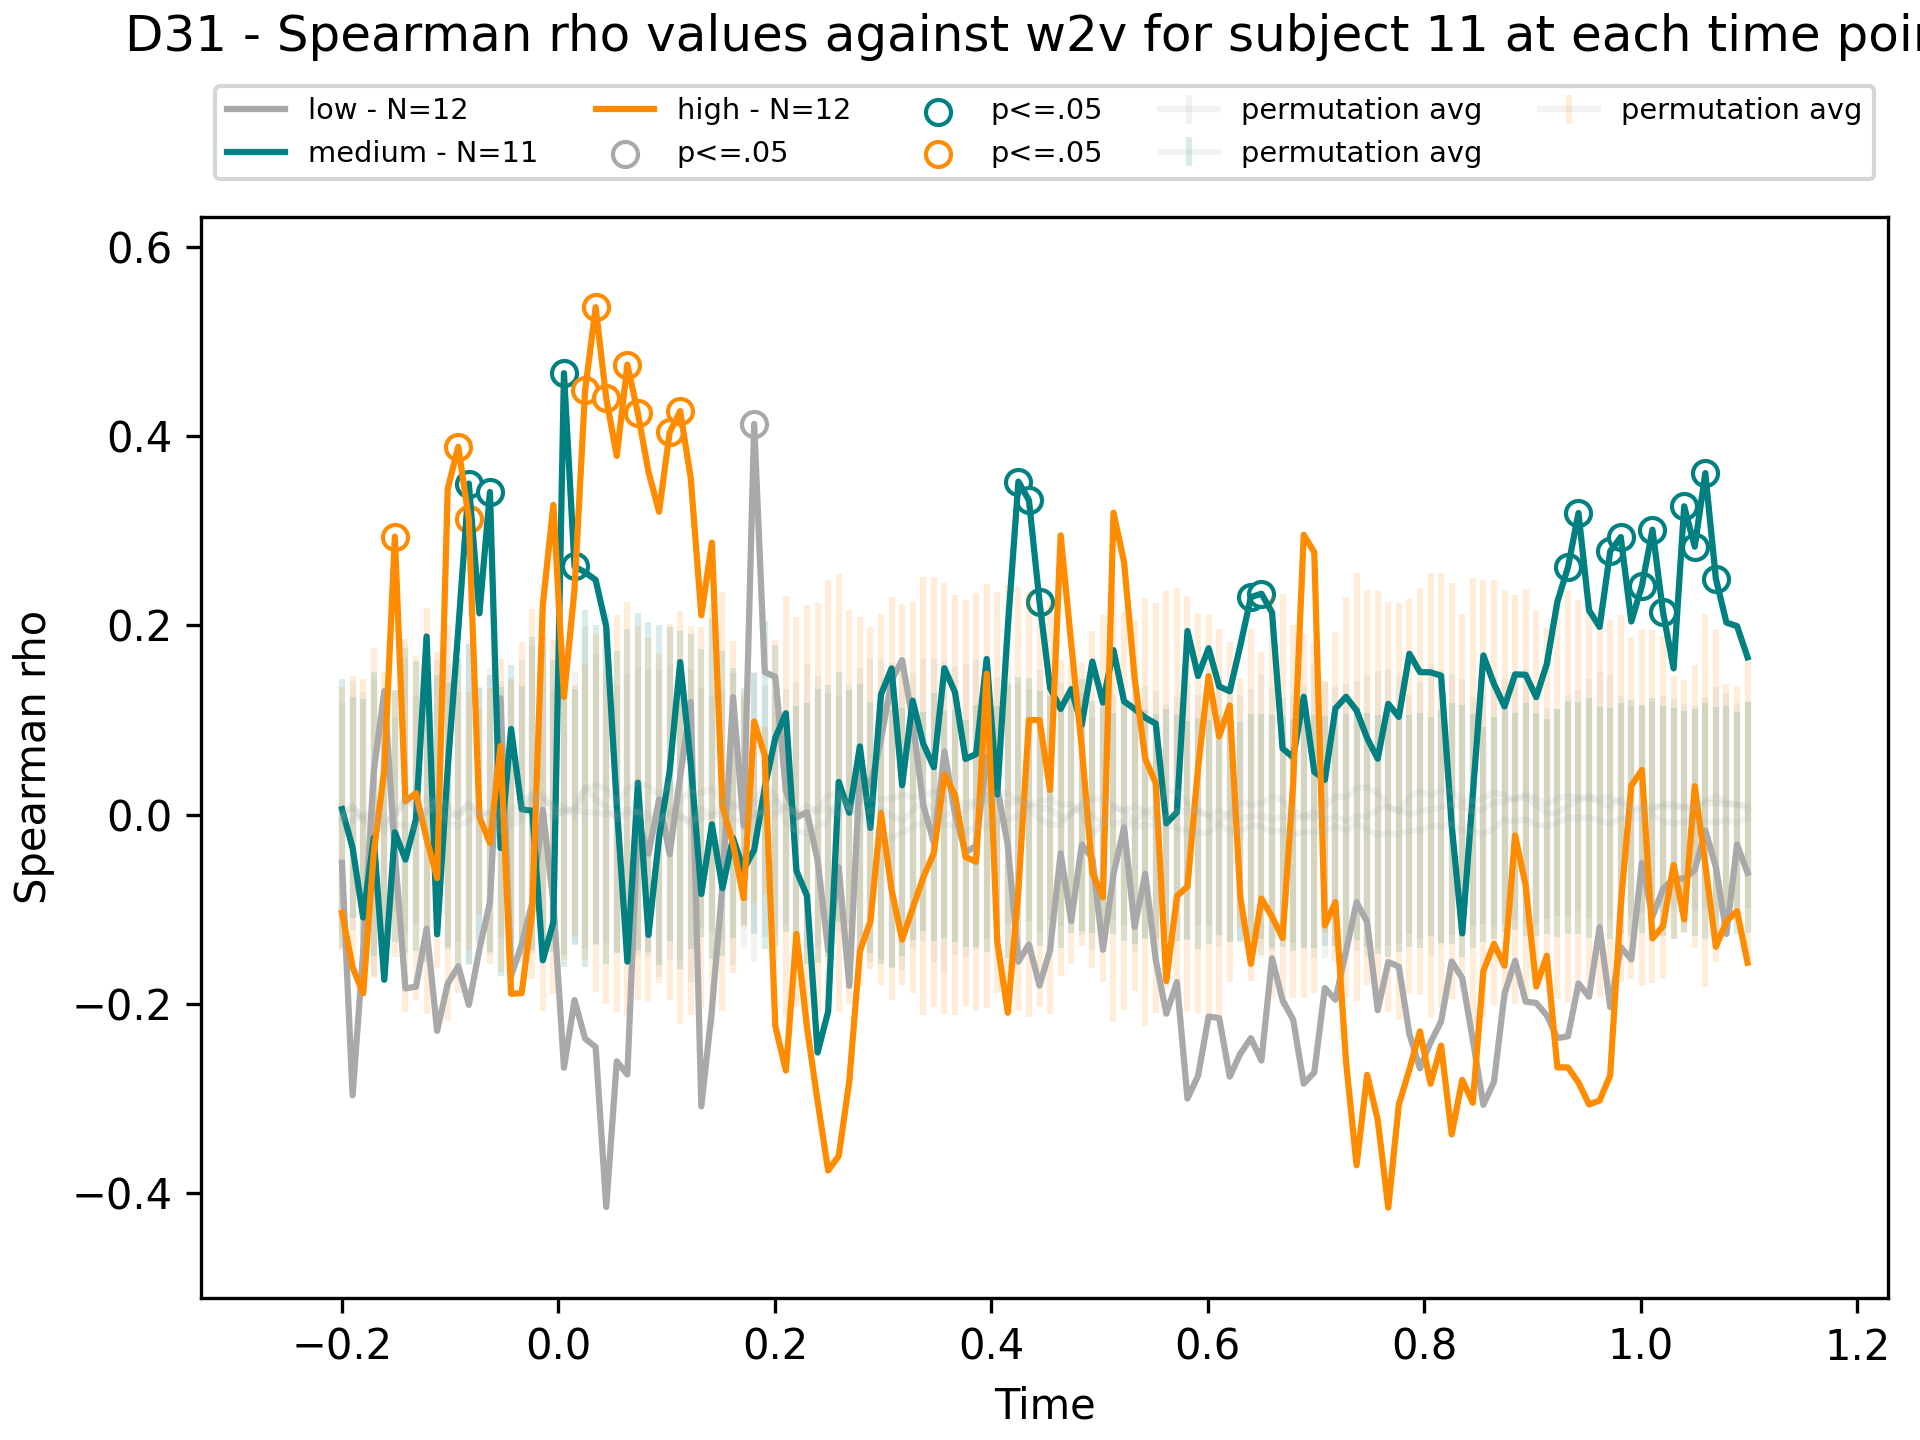 D31 - Spearman rho values against w2v for subject 11 at each time
low - N=12 high - N=12 p<=.05 permutation avg permutation avg
medium - N=11 p<=.05 p<=.05 permutation avg
0.6
0.4
0.2
0.0
−0.2
−0.4
Spearman rho
−0.2 0.0 0.2 0.4 0.6 0.8 1.0 1.2
Time